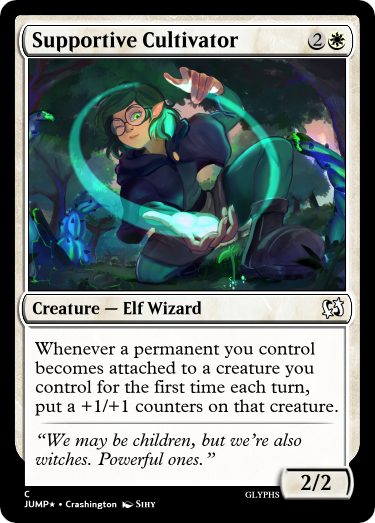 Supportive Cultivator 2
Creature — Elf Wizard
Whenever a permanent you control
becomes attached to a creature you
control for the first time each turn,
put a +1/+1 counters on that creature.
“We may be children, but we’re also
witches. Powerful ones.”
2/2
C GLYPHS
JUMP★ • Crashington Sihy